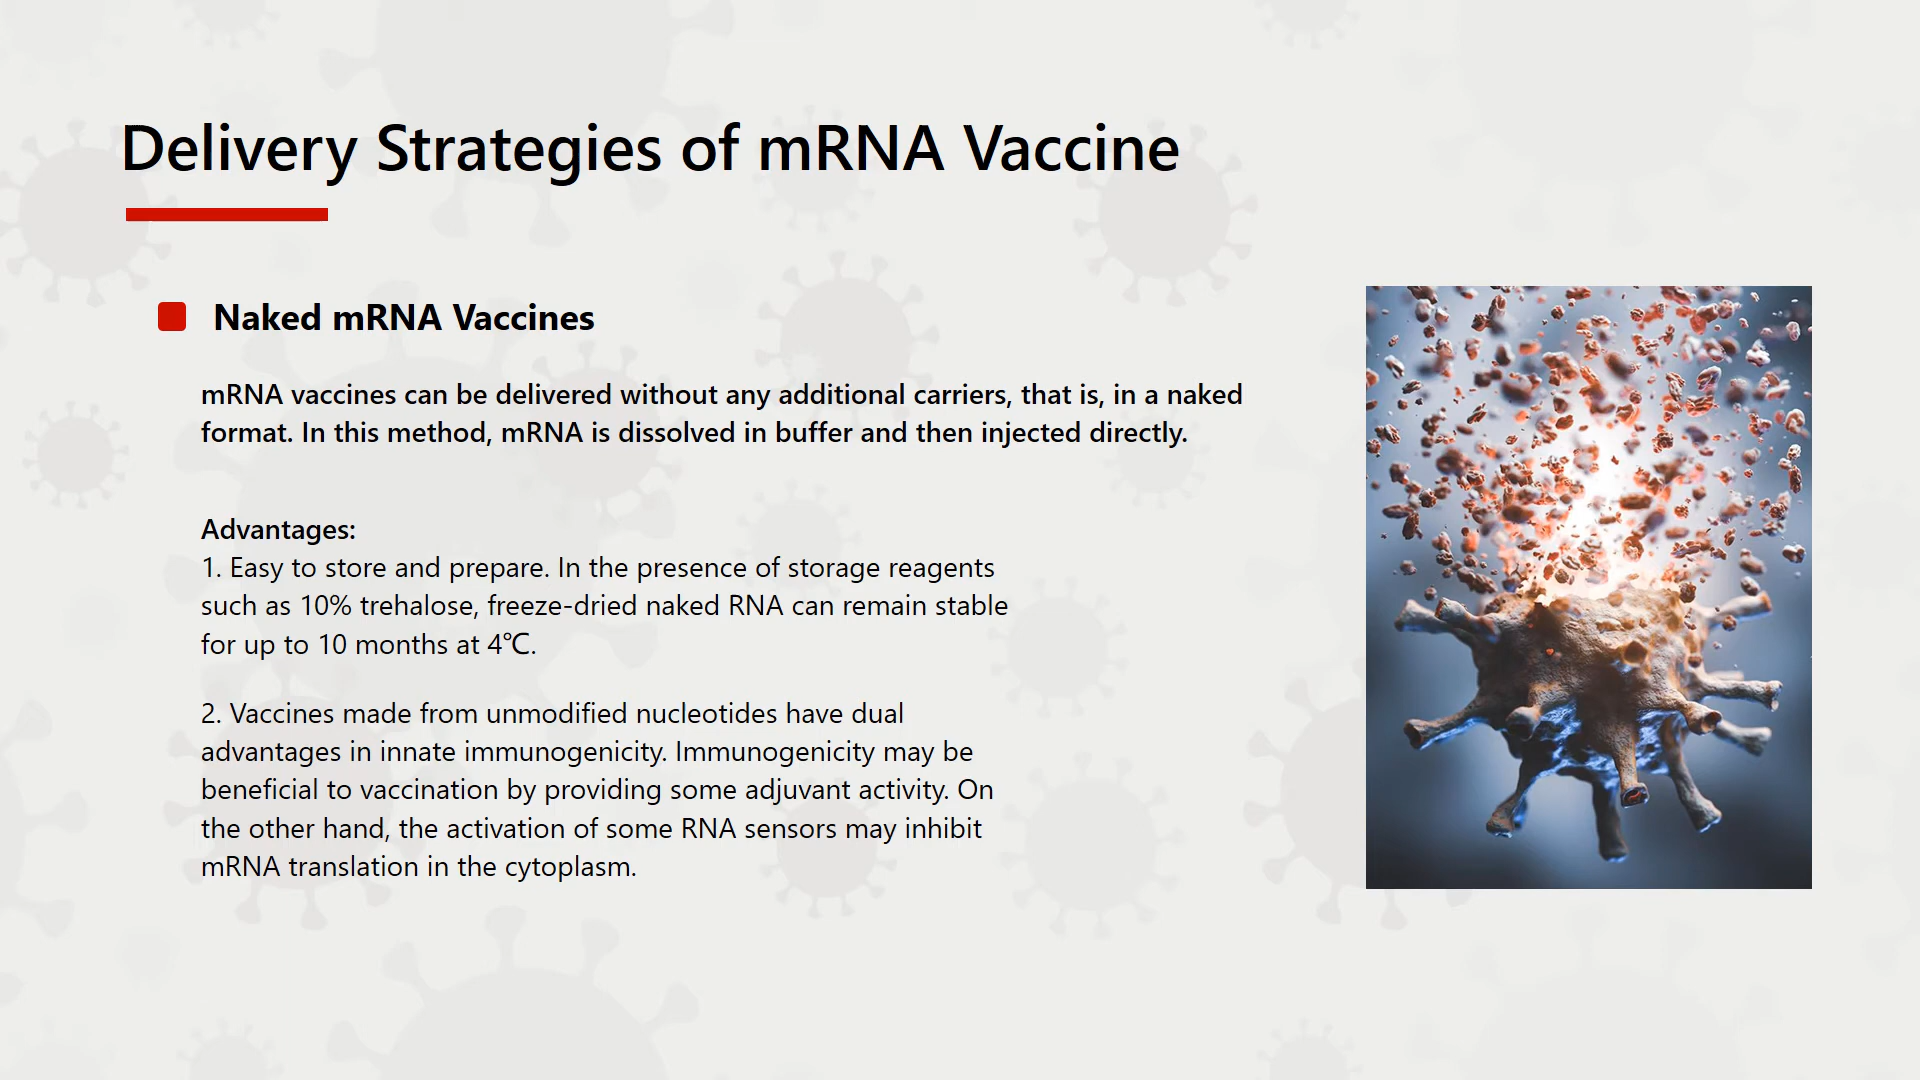 Delivery Strategies of mRNA Vaccine
Naked mRNA Vaccines
mRNA vaccines can be delivered without any additional carriers, that is, in a naked
format. In this method, mRNA is dissolved in buffer and then injected directly.
Advantages:
1. Easy to store and prepare. In the presence of storage reagents
such as 10% trehalose, freeze-dried naked RNA can remain stable
for up to 10 months at 4℃.
2. Vaccines made from unmodified nucleotides have dual
advantages in innate immunogenicity. Immunogenicity may be
beneficial to vaccination by providing some adjuvant activity. On
the other hand, the activation of some RNA sensors may inhibit
mRNA translation in the cytoplasm.